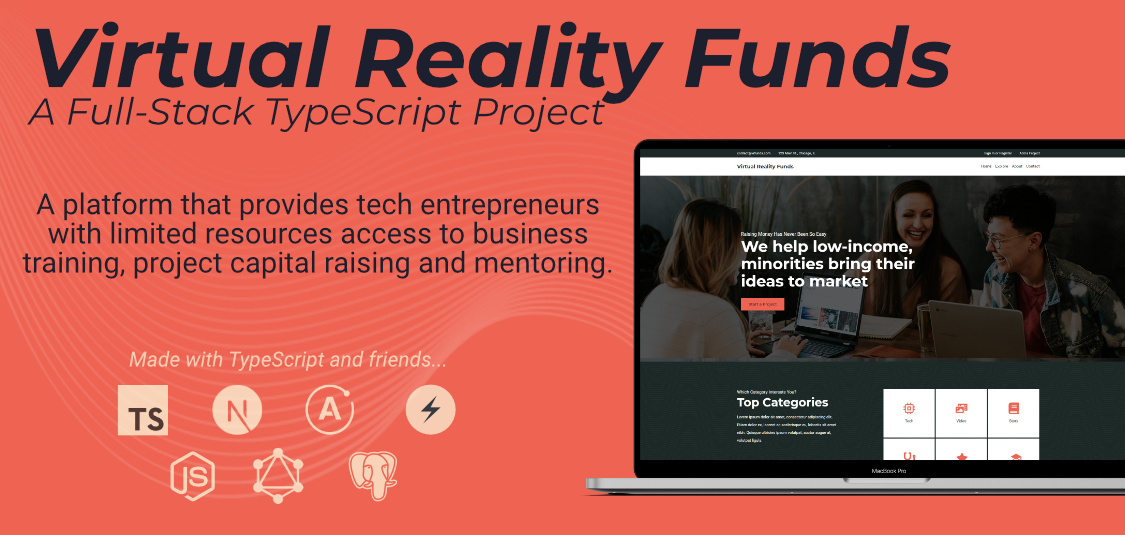 Virtual Reality Funds
A Full-Stack TypeScript Project
A platform that provides tech entrepreneurs
with limited resources access to business
training, project capital raising and mentoring.
Made with TypeScript and friends...
TS
N
A
JS
Virtual Reality Funds
Home Explore About Contact
Raising Money Has Never Been So Easy
We help low-income,
minorities bring their
ideas to market
Start a Project
Which Category Interests You?
Top Categories
Lorem ipsum dolor sit amet, consectetur adipiscing elit.
Tech
Video
Story
MacBook Pro